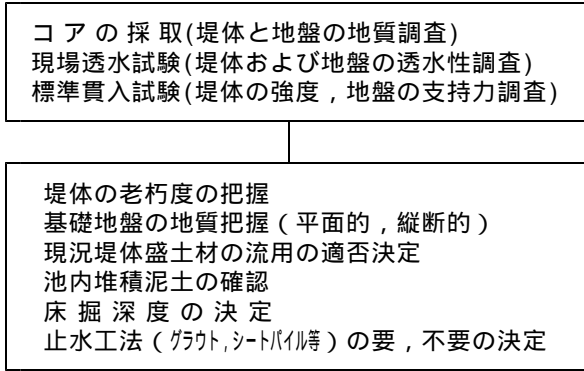 コ ア の 採 取(堤体と地盤の地質調査)
現場透水試験(堤体および地盤の透水性調査)
標準貫入試験(堤体の強度，地盤の支持力調査)
堤体の老朽度の把握
基礎地盤の地質把握（平面的，縦断的）
現況堤体盛土材の流用の適否決定
池内堆積泥土の確認
床 掘 深 度 の 決 定
止水工法（ｸﾞﾗｳﾄ,ｼｰﾄﾊﾟｲﾙ等）の要，不要の決定